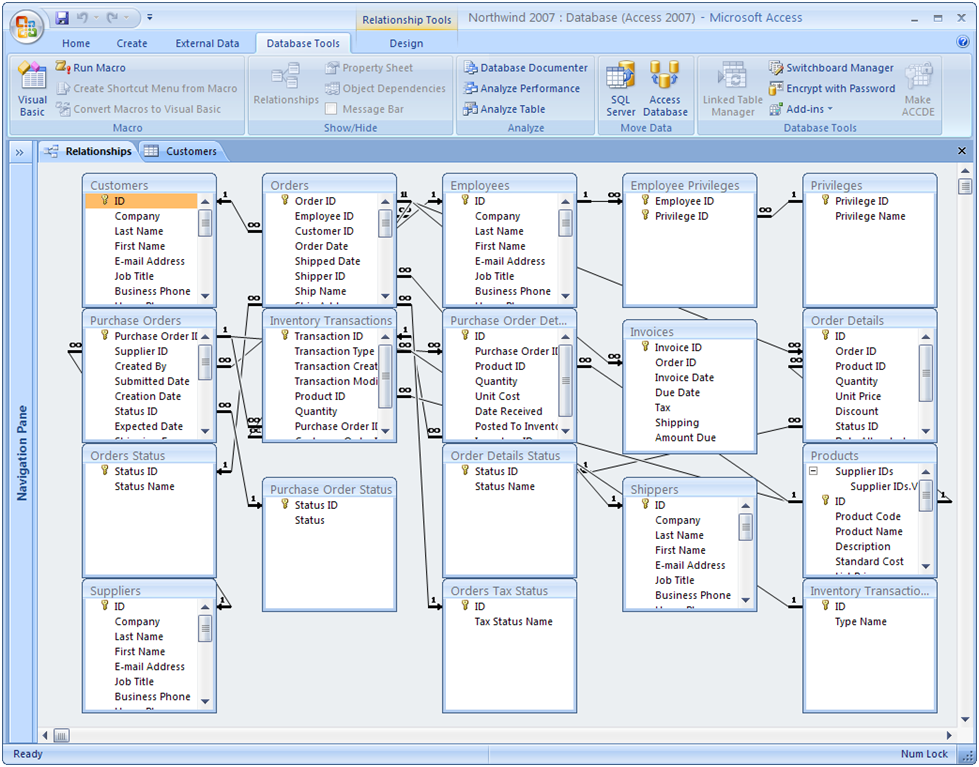 Relationship Tools
Northwind 2007 : Database (Access 2007) - Microsoft Access
Home
Create
External Data
Database Tools
Design
Visual Basic
Run Macro
Create Shortcut Menu from Macro
Convert Macros to Visual Basic
Macro
Relationships
Property Sheet
Object Dependencies
Message Bar
Show/Hide
Database Documenter
Analyze Performance
Analyze Table
Analyze
SQL Server
Access Database
Move Data
Linked Table Manager
Switchboard Manager
Encrypt with Password
Add-ins
Make ACCDE
Database Tools
Relationships
Customers
Navigation Pane
Customers
ID
Company
Last Name
First Name
E-mail Address
Job Title
Business Phone
Orders
Order ID
Employee ID
Customer ID
Order Date
Shipped Date
Shipper ID
Ship Name
Employees
ID
Company
Last Name
First Name
E-mail Address
Job Title
Business Phone
Employee Privileges
Employee ID
Privilege ID
Privileges
Privilege ID
Privilege Name
Purchase Orders
Purchase Order I
Supplier ID
Created By
Submitted Date
Creation Date
Status ID
Expected Date
Inventory Transactions
Transaction ID
Transaction Type
Transaction Creat
Transaction Modi
Product ID
Quantity
Purchase Order I
Purchase Order Det...
ID
Purchase Order I
Product ID
Quantity
Unit Cost
Date Received
Posted To Invento
Invoices
Invoice ID
Order ID
Invoice Date
Due Date
Tax
Shipping
Amount Due
Order Details
ID
Order ID
Product ID
Quantity
Unit Price
Discount
Status ID
Orders Status
Status ID
Status Name
Purchase Order Status
Status ID
Status
Order Details Status
Status ID
Status Name
Shippers
ID
Company
Last Name
First Name
E-mail Address
Job Title
Business Phone
Products
Supplier IDs
Supplier IDs.V
ID
Product Code
Product Name
Description
Standard Cost
Suppliers
ID
Company
Last Name
First Name
E-mail Address
Job Title
Business Phone
Orders Tax Status
ID
Tax Status Name
Inventory Transactio...
ID
Type Name
Ready
Num Lock